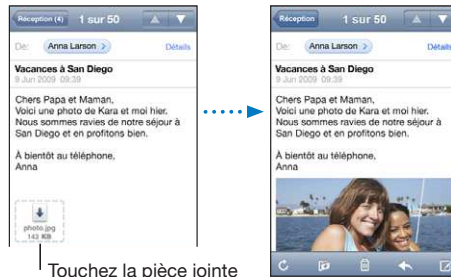 Réception (4) 1 sur 50
De: Anna Larson Détails
Vacances à San Diego
9 Jun 2009 09:39
Chers Papa et Maman,
Voici une photo de Kara et moi hier.
Nous sommes ravies de notre séjour à
San Diego et en profitons bien.
À bientôt au téléphone,
Anna
photo.jpg
142 KB
Touchez la pièce jointe
Réception 1 sur 50
De: Anna Larson Détails
Vacances à San Diego
9 Jun 2009 09:39
Chers Papa et Maman,
Voici une photo de Kara et moi hier.
Nous sommes ravies de notre séjour à
San Diego et en profitons bien.
À bientôt au téléphone,
Anna